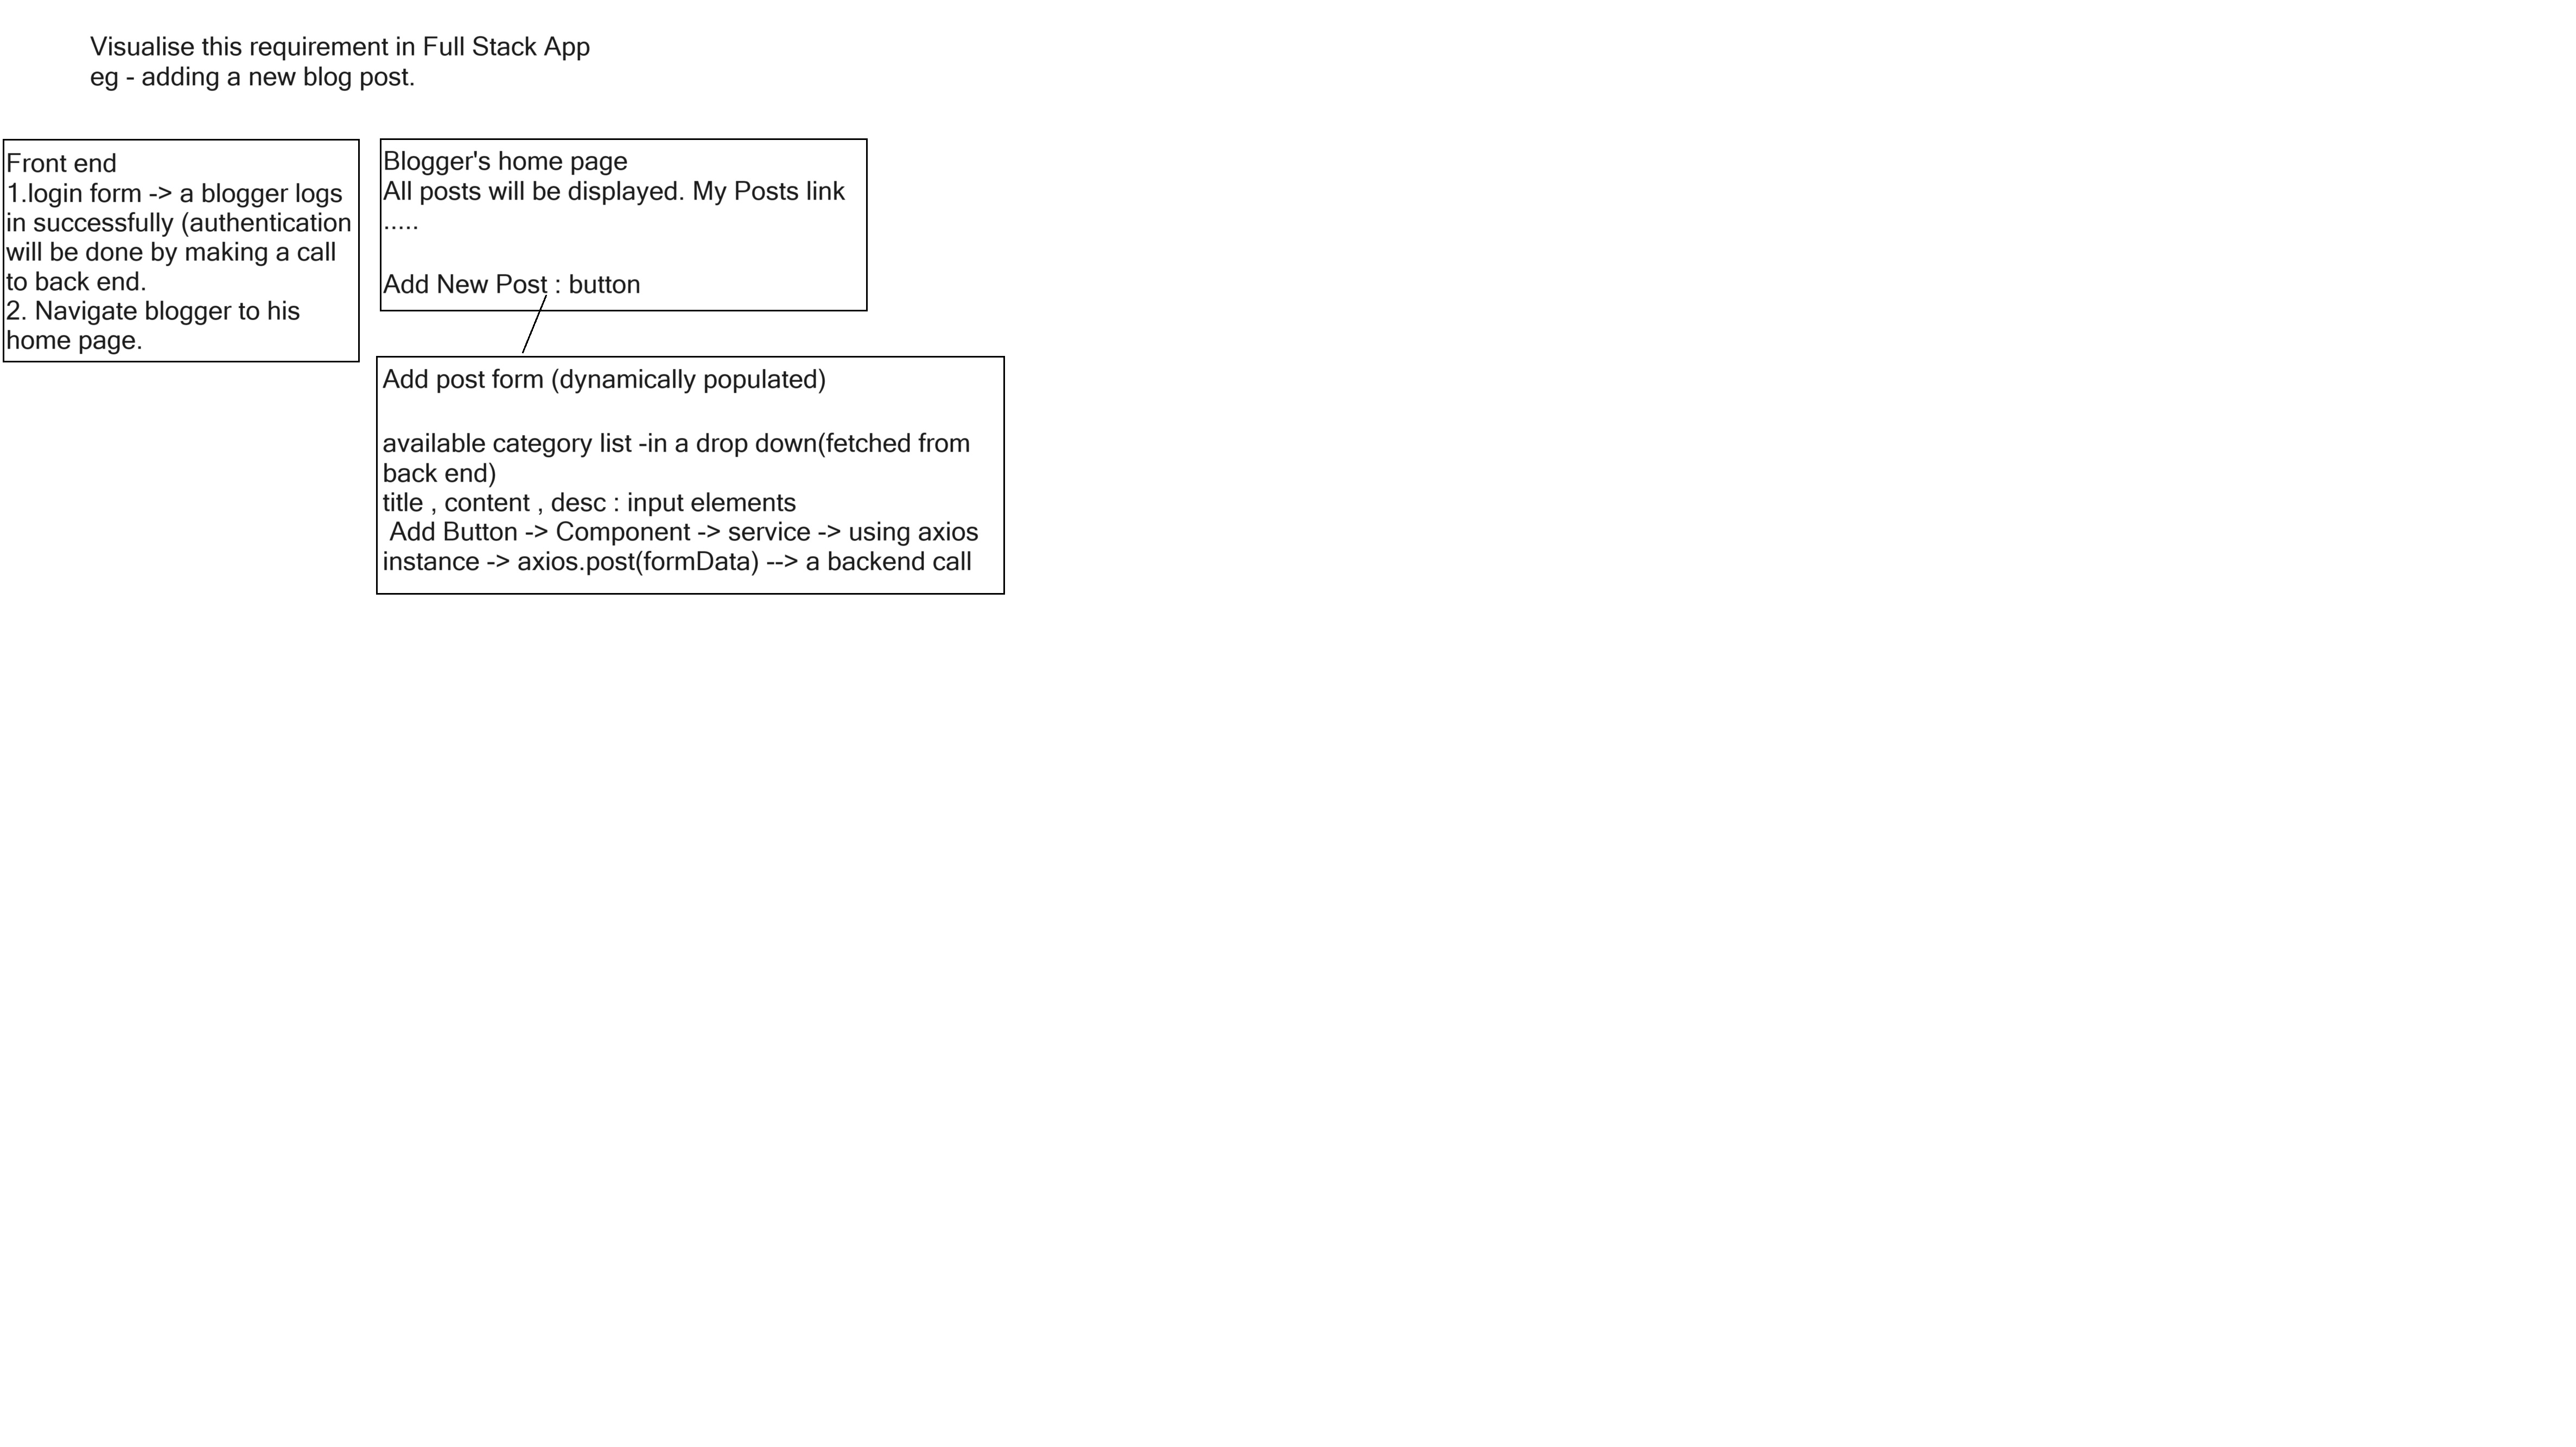 Visualise this requirement in Full Stack App
eg - adding a new blog post.
Front end
1.login form -> a blogger logs
in successfully (authentication
will be done by making a call
to back end.
2. Navigate blogger to his
home page.
Blogger's home page
All posts will be displayed. My Posts link
.....
Add New Post : button
Add post form (dynamically populated)
available category list -in a drop down(fetched from
back end)
title , content , desc : input elements
Add Button -> Component -> service -> using axios
instance -> axios.post(formData) --> a backend call